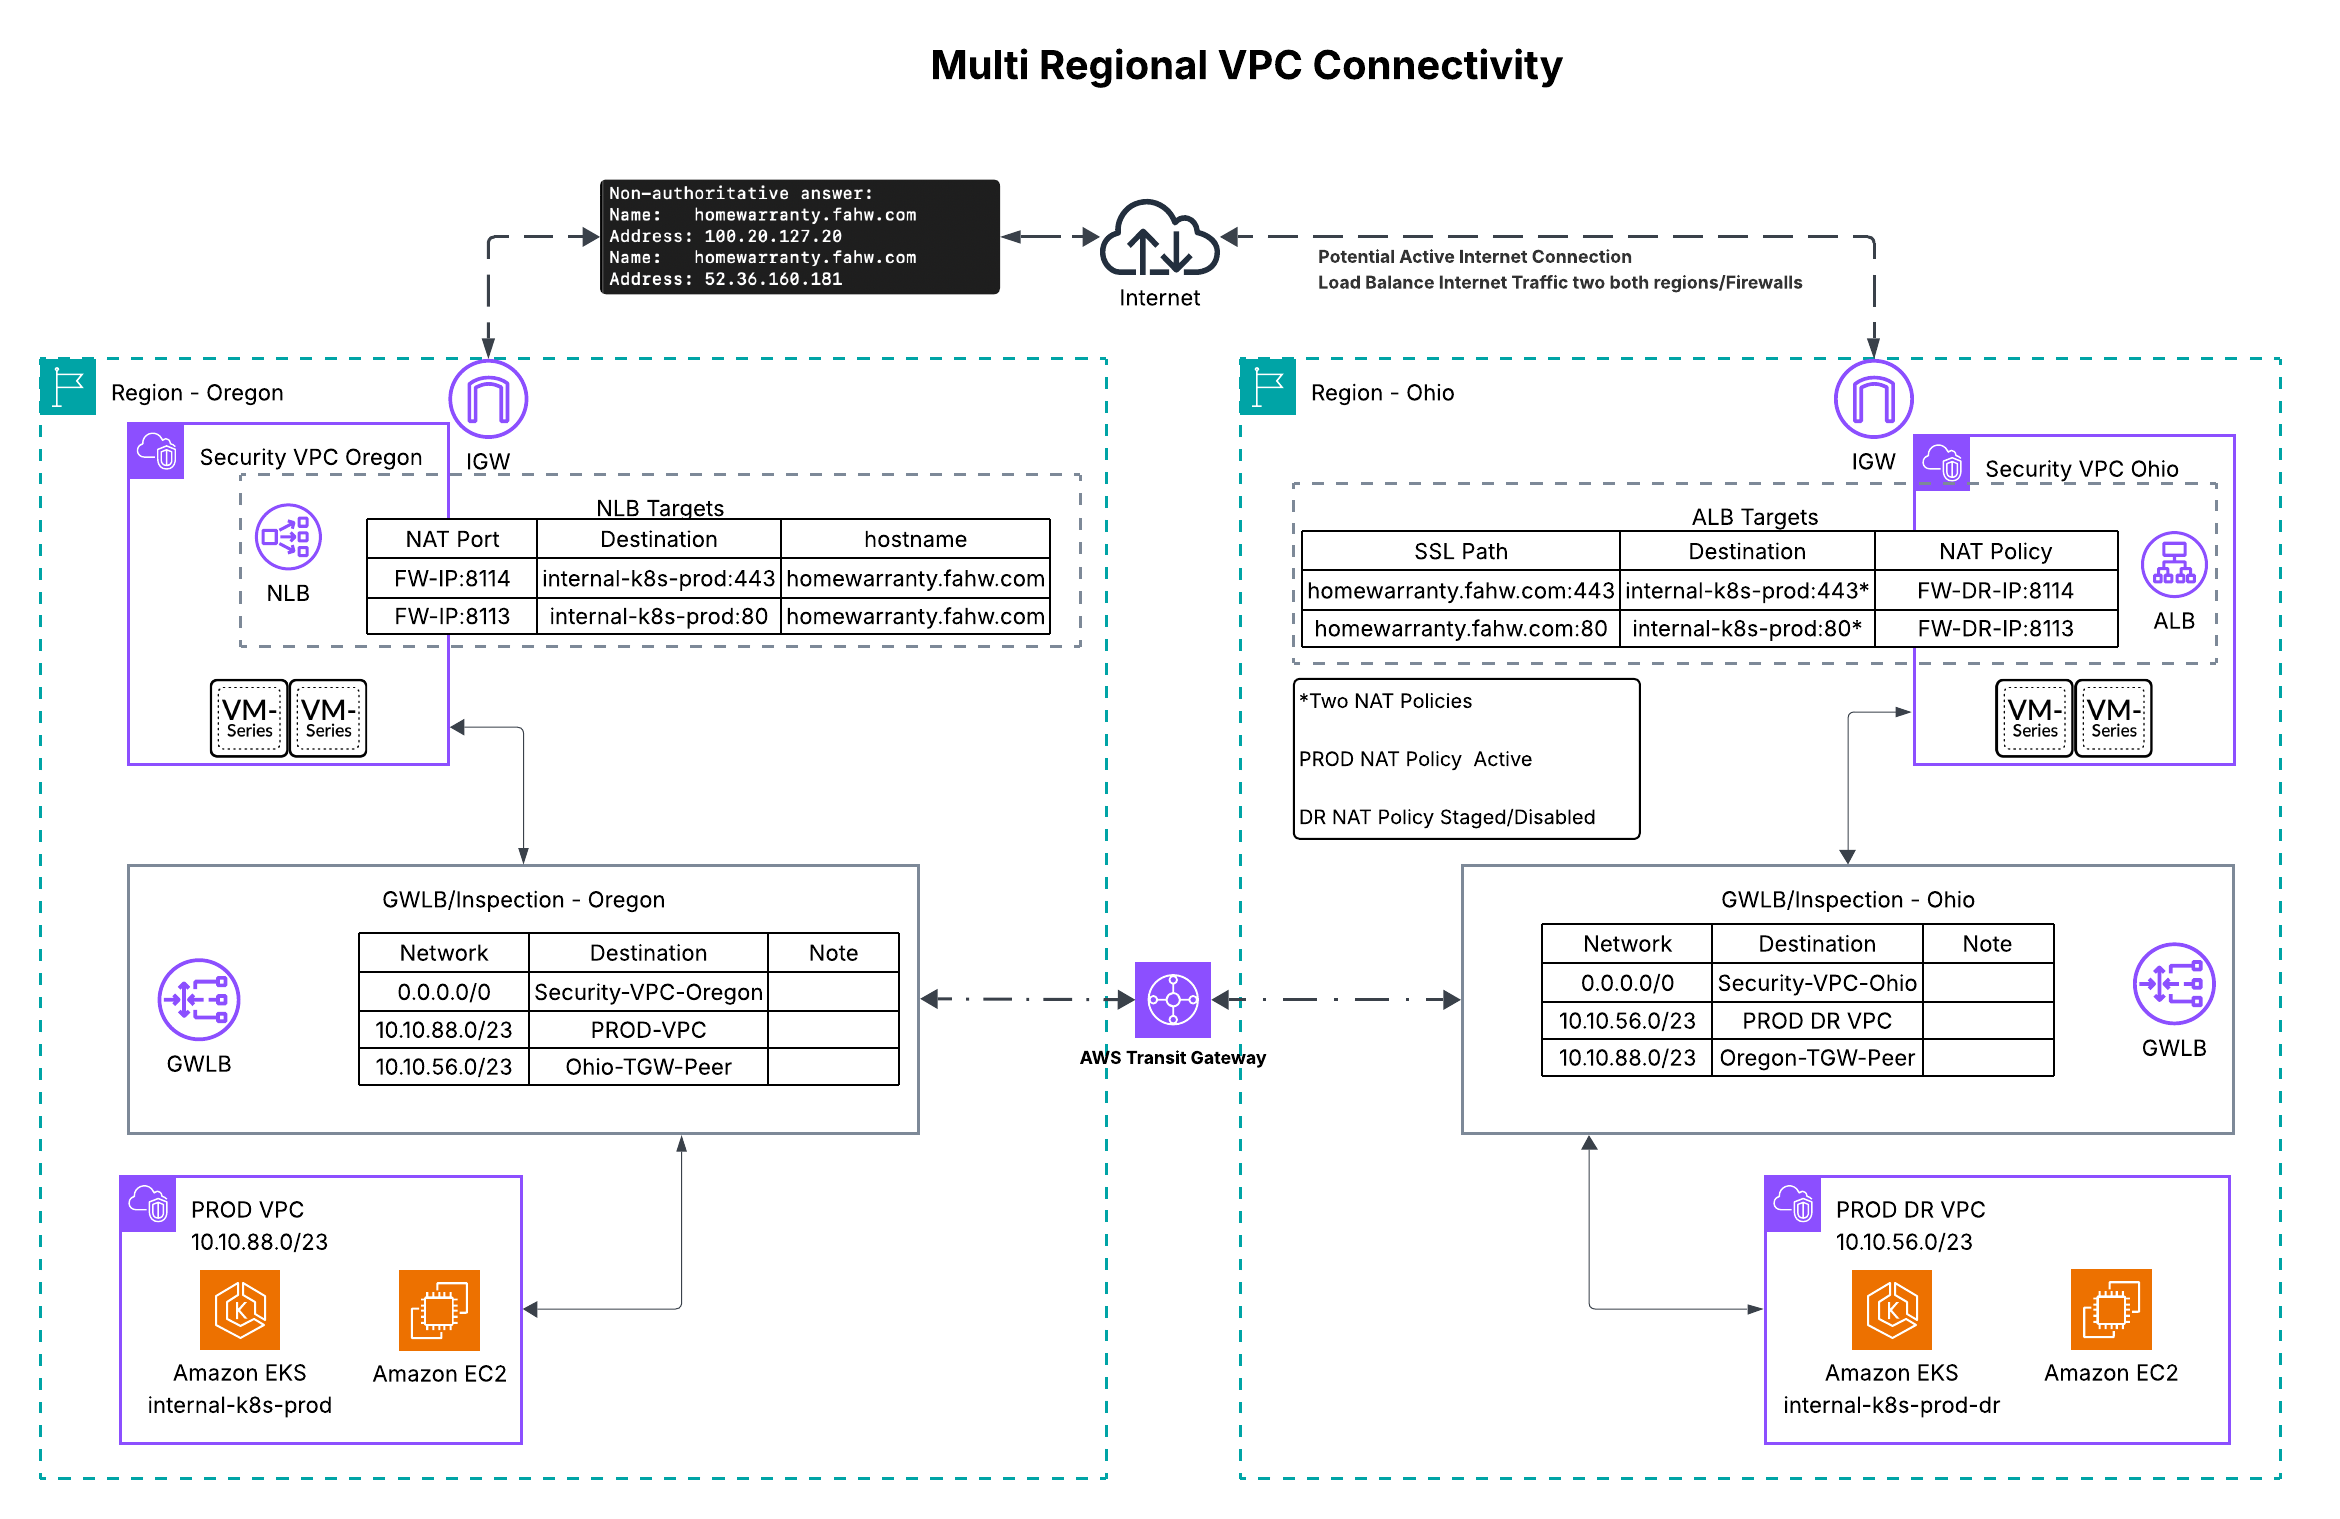 Multi Regional VPC Connectivity
Non-authoritative answer:
Name:   homewarranty.fahw.com
Address: 100.20.127.20
Name:   homewarranty.fahw.com
Address: 52.36.160.181
Internet
Potential Active Internet Connection
Load Balance Internet Traffic two both regions/Firewalls
Region - Oregon
IGW
Security VPC Oregon
NLB Targets
NLB
NAT Port Destination hostname
FW-IP:8114 internal-k8s-prod:443 homewarranty.fahw.com
FW-IP:8113 internal-k8s-prod:80 homewarranty.fahw.com
VM-
Series
VM-
Series
GWLB/Inspection - Oregon
GWLB
Network Destination Note
0.0.0.0/0 Security-VPC-Oregon
10.10.88.0/23 PROD-VPC
10.10.56.0/23 Ohio-TGW-Peer
PROD VPC
10.10.88.0/23
Amazon EKS
internal-k8s-prod
Amazon EC2
AWS Transit Gateway
Region - Ohio
IGW
Security VPC Ohio
ALB Targets
SSL Path Destination NAT Policy
homewarranty.fahw.com:443 internal-k8s-prod:443* FW-DR-IP:8114
homewarranty.fahw.com:80 internal-k8s-prod:80* FW-DR-IP:8113
ALB
*Two NAT Policies
PROD NAT Policy  Active
DR NAT Policy Staged/Disabled
VM-
Series
VM-
Series
GWLB/Inspection - Ohio
Network Destination Note
0.0.0.0/0 Security-VPC-Ohio
10.10.56.0/23 PROD DR VPC
10.10.88.0/23 Oregon-TGW-Peer
GWLB
PROD DR VPC
10.10.56.0/23
Amazon EKS
internal-k8s-prod-dr
Amazon EC2